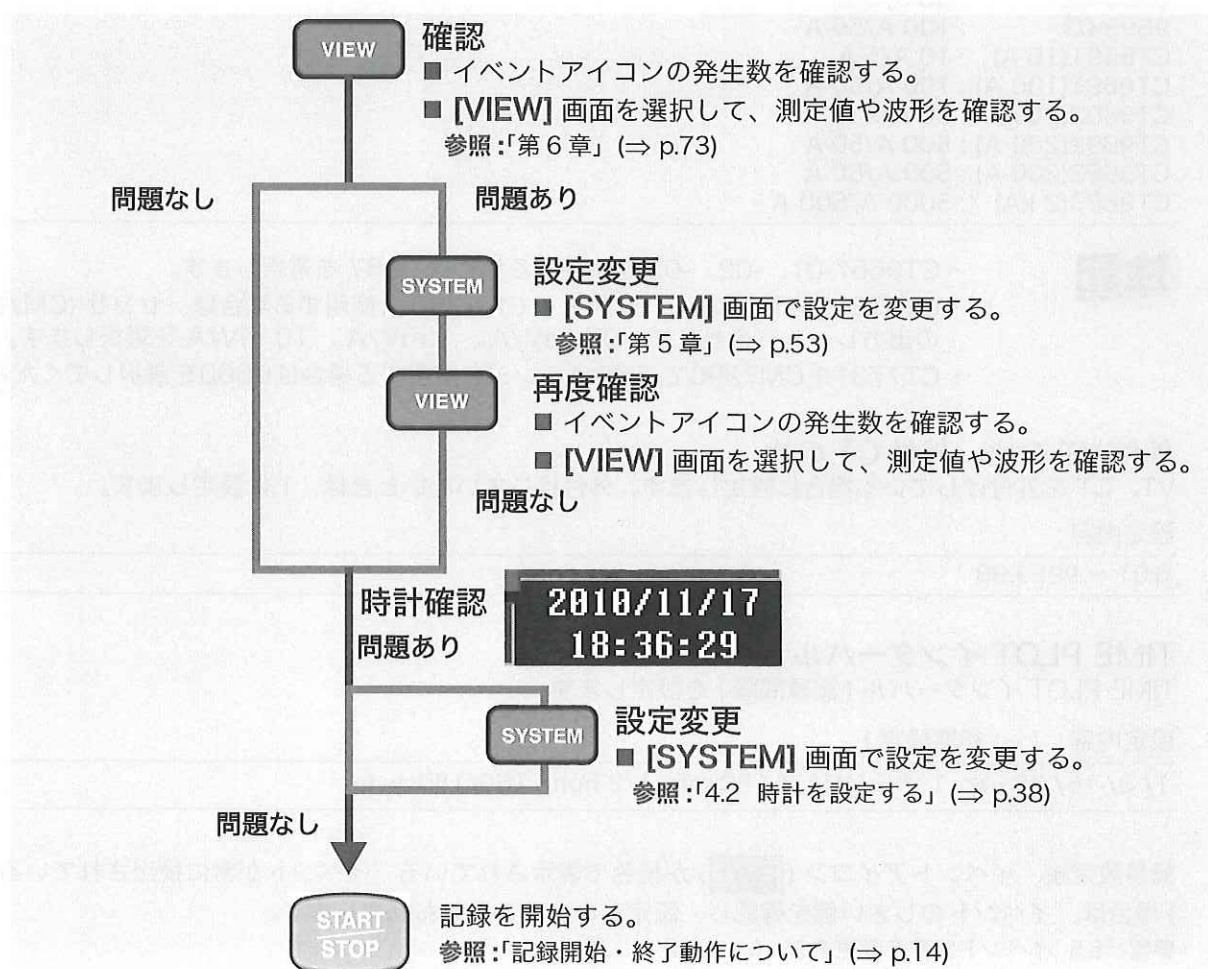 VIEW
確認
■ イベントアイコンの発生数を確認する。
■ [VIEW] 画面を選択して、測定値や波形を確認する。
参照:「第6章」(⇒ p.73)
問題なし
問題あり
SYSTEM
設定変更
■ [SYSTEM] 画面で設定を変更する。
参照:「第5章」(⇒ p.53)
VIEW
再度確認
■ イベントアイコンの発生数を確認する。
■ [VIEW] 画面を選択して、測定値や波形を確認する。
問題なし
時計確認
2010/11/17
18:36:29
問題あり
SYSTEM
設定変更
■ [SYSTEM] 画面で設定を変更する。
参照:「4.2 時計を設定する」(⇒ p.38)
問題なし
START
STOP
記録を開始する。
参照:「記録開始・終了動作について」(⇒ p.14)